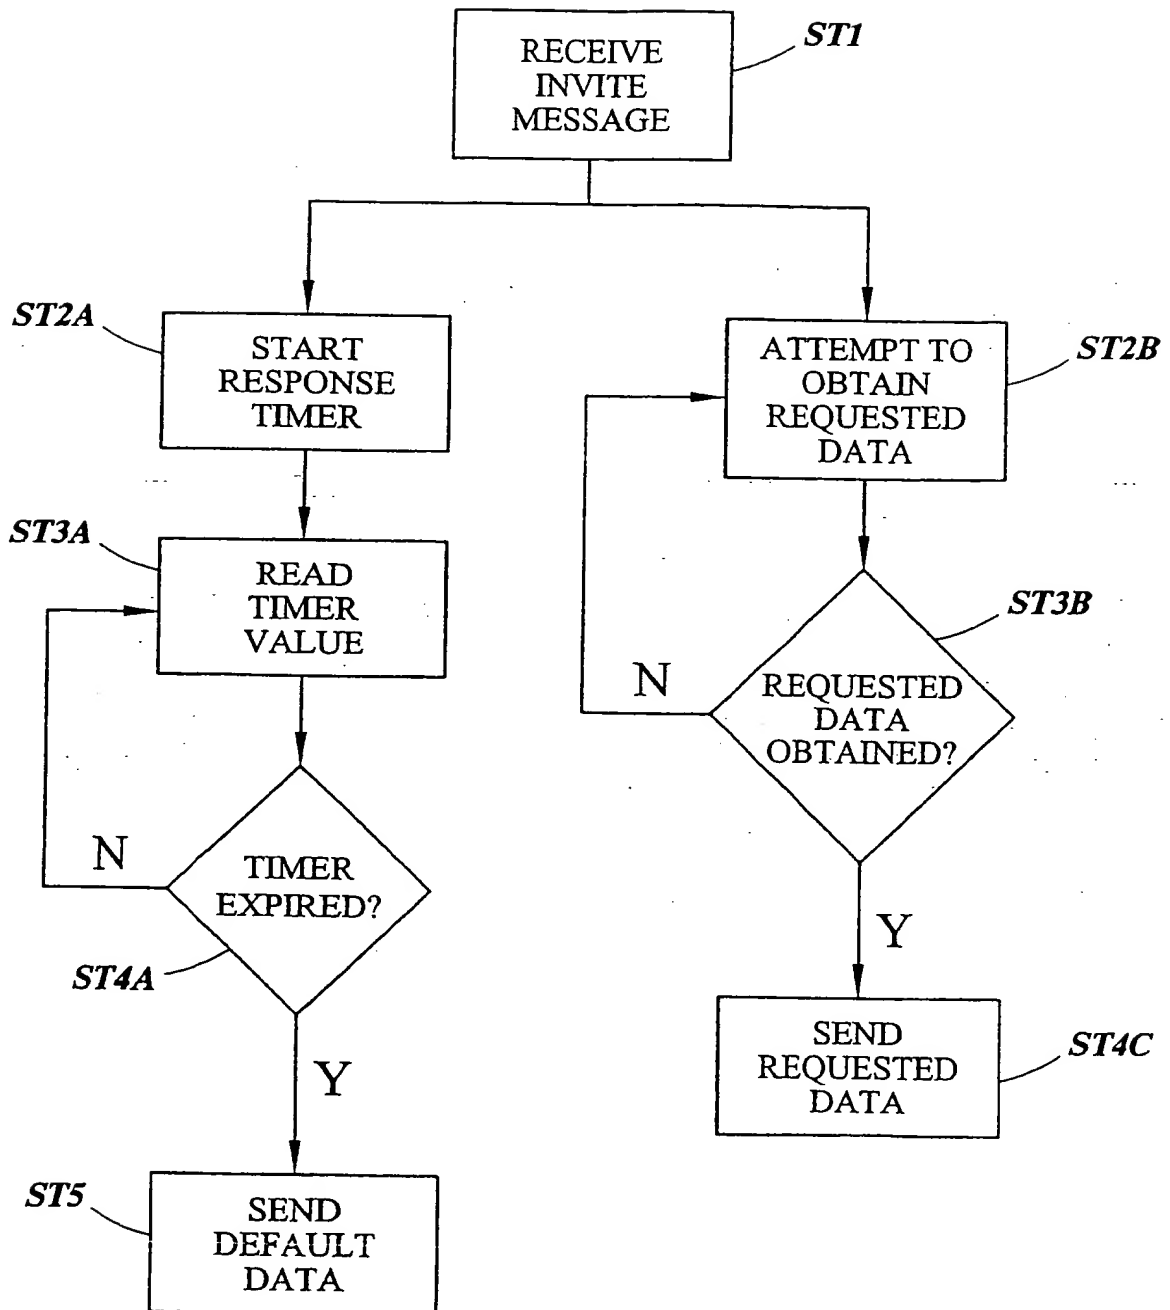 RECEIVE
INVITE
MESSAGE
ST1
ST2A
START
RESPONSE
TIMER
ATTEMPT TO
OBTAIN
REQUESTED
DATA
ST2B
ST3A
READ
TIMER
VALUE
ST3B
REQUESTED
DATA
OBTAINED?
N
TIMER
EXPIRED?
N
ST4A
Y
SEND
REQUESTED
DATA
ST4C
Y
ST5
SEND
DEFAULT
DATA